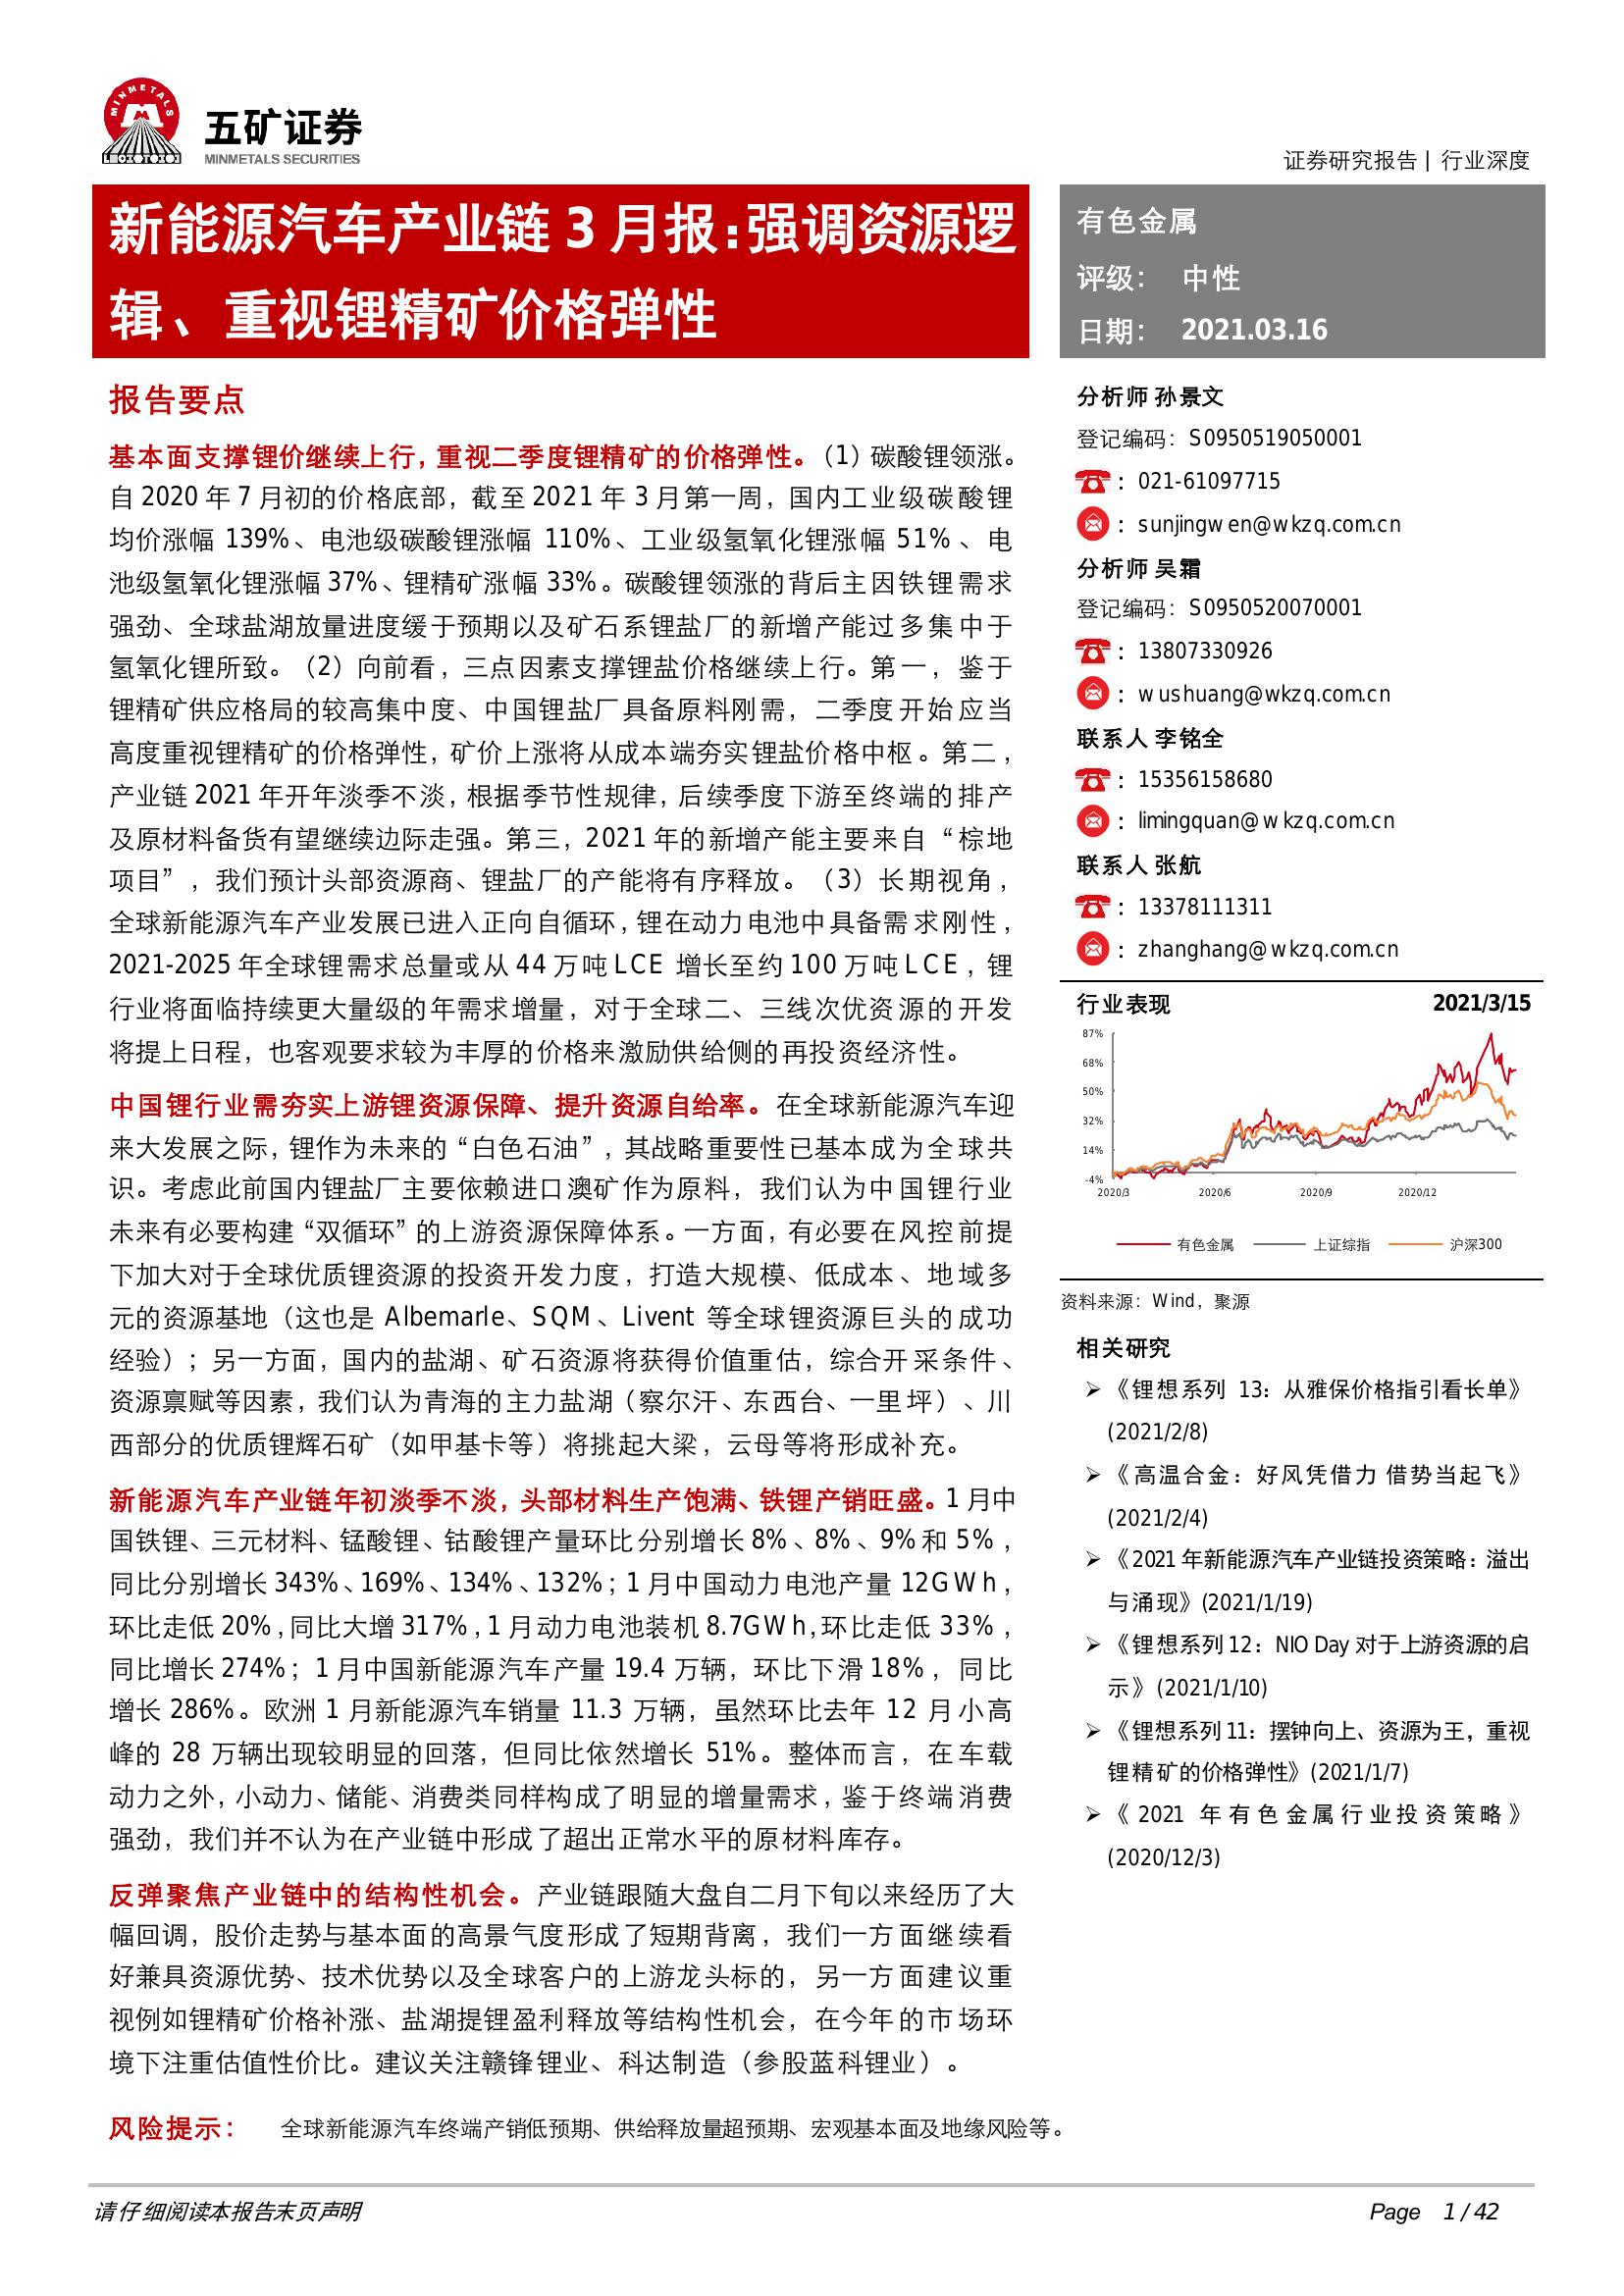 MINMETALS
五矿证券
MINMETALS SECURITIES
证券研究报告 | 行业深度
新能源汽车产业链 3 月报:强调资源逻
辑、重视锂精矿价格弹性
有色金属
评级： 中性
日期： 2021.03.16
报告要点
基本面支撑锂价继续上行，重视二季度锂精矿的价格弹性。（1）碳酸锂领涨。
自 2020 年 7 月初的价格底部，截至 2021 年 3 月第一周，国内工业级碳酸锂
均价涨幅 139%、电池级碳酸锂涨幅 110%、工业级氢氧化锂涨幅 51%、电
池级氢氧化锂涨幅 37%、锂精矿涨幅 33%。碳酸锂领涨的背后主因铁锂需求
强劲、全球盐湖放量进度缓于预期以及矿石系锂盐厂的新增产能过多集中于
氢氧化锂所致。（2）向前看，三点因素支撑锂盐价格继续上行。第一，鉴于
锂精矿供应格局的较高集中度、中国锂盐厂具备原料刚需，二季度开始应当
高度重视锂精矿的价格弹性，矿价上涨将从成本端夯实锂盐价格中枢。第二，
产业链 2021 年开年淡季不淡，根据季节性规律，后续季度下游至终端的排产
及原材料备货有望继续边际走强。第三，2021 年的新增产能主要来自“棕地
项目”，我们预计头部资源商、锂盐厂的产能将有序释放。（3）长期视角，
全球新能源汽车产业发展已进入正向自循环，锂在动力电池中具备需求刚性，
2021-2025 年全球锂需求总量或从 44 万吨 LCE 增长至约 100 万吨 LCE，锂
行业将面临持续更大量级的年需求增量，对于全球二、三线次优资源的开发
将提上日程，也客观要求较为丰厚的价格来激励供给侧的再投资经济性。
中国锂行业需夯实上游锂资源保障、提升资源自给率。在全球新能源汽车迎
来大发展之际，锂作为未来的“白色石油”，其战略重要性已基本成为全球共
识。考虑此前国内锂盐厂主要依赖进口澳矿作为原料，我们认为中国锂行业
未来有必要构建“双循环”的上游资源保障体系。一方面，有必要在风控前提
下加大对于全球优质锂资源的投资开发力度，打造大规模、低成本、地域多
元的资源基地（这也是 Albemarle、SQM、Livent 等全球锂资源巨头的成功
经验）；另一方面，国内的盐湖、矿石资源将获得价值重估，综合开采条件、
资源禀赋等因素，我们认为青海的主力盐湖（察尔汗、东西台、一里坪）、川
西部分的优质锂辉石矿（如甲基卡等）将挑起大梁，云母等将形成补充。
新能源汽车产业链年初淡季不淡，头部材料生产饱满、铁锂产销旺盛。1 月中
国铁锂、三元材料、锰酸锂、钴酸锂产量环比分别增长 8%、8%、9%和 5%，
同比分别增长 343%、169%、134%、132%；1 月中国动力电池产量 12GWh，
环比走低 20%，同比大增 317%，1 月动力电池装机 8.7GWh，环比走低 33%，
同比增长 274%；1 月中国新能源汽车产量 19.4 万辆，环比下滑 18%，同比
增长 286%。欧洲 1 月新能源汽车销量 11.3 万辆，虽然环比去年 12 月小高
峰的 28 万辆出现较明显的回落，但同比依然增长 51%。整体而言，在车载
动力之外，小动力、储能、消费类同样构成了明显的增量需求，鉴于终端消费
强劲，我们并不认为在产业链中形成了超出正常水平的原材料库存。
反弹聚焦产业链中的结构性机会。产业链跟随大盘自二月下旬以来经历了大
幅回调，股价走势与基本面的高景气度形成了短期背离，我们一方面继续看
好兼具资源优势、技术优势以及全球客户的上游龙头标的，另一方面建议重
视例如锂精矿价格补涨、盐湖提锂盈利释放等结构性机会，在今年的市场环
境下注重估值性价比。建议关注赣锋锂业、科达制造（参股蓝科锂业）。
风险提示： 全球新能源汽车终端产销低预期、供给释放量超预期、宏观基本面及地缘风险等。
分析师 孙景文
登记编码：S0950519050001
：021-61097715
：sunjingwen@wkzq.com.cn
分析师 吴霜
登记编码：S0950520070001
：13807330926
：wushuang@wkzq.com.cn
联系人 李铭全
：15356158680
：limingquan@wkzq.com.cn
联系人 张航
：13378111311
：zhanghang@wkzq.com.cn
行业表现 2021/3/15
87%
68%
50%
32%
14%
-4%
2020/3 2020/6 2020/9 2020/12
有色金属 上证综指 沪深300
资料来源：Wind，聚源
相关研究
➢ 《锂想系列 13：从雅保价格指引看长单》
(2021/2/8)
➢ 《高温合金：好风凭借力 借势当起飞》
(2021/2/4)
➢ 《2021 年新能源汽车产业链投资策略：溢出
与涌现》(2021/1/19)
➢ 《锂想系列 12：NIO Day 对于上游资源的启
示》(2021/1/10)
➢ 《锂想系列 11：摆钟向上、资源为王，重视
锂精矿的价格弹性》(2021/1/7)
➢ 《2021 年有色金属行业投资策略》
(2020/12/3)
请仔细阅读本报告末页声明
Page 1 / 42